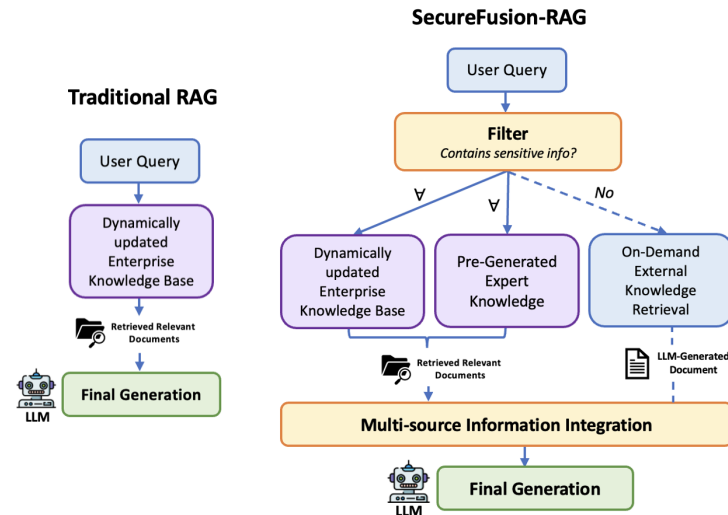 Traditional RAG
User Query
Dynamically
updated
Enterprise
Knowledge Base
Retrieved Relevant
Documents
Final Generation
LLM
SecureFusion-RAG
User Query
Filter
Contains sensitive info?
∀
∀
No
Dynamically
updated
Enterprise
Knowledge Base
Pre-Generated
Expert
Knowledge
On-Demand
External
Knowledge
Retrieval
Retrieved Relevant
Documents
LLM-Generated
Document
Multi-source Information Integration
Final Generation
LLM